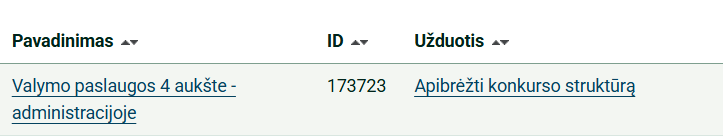 Pavadinimas ID Užduotis
Valymo paslaugos 4 aukšte - 173723 Apibrėžti konkurso struktūrą
administracijoje